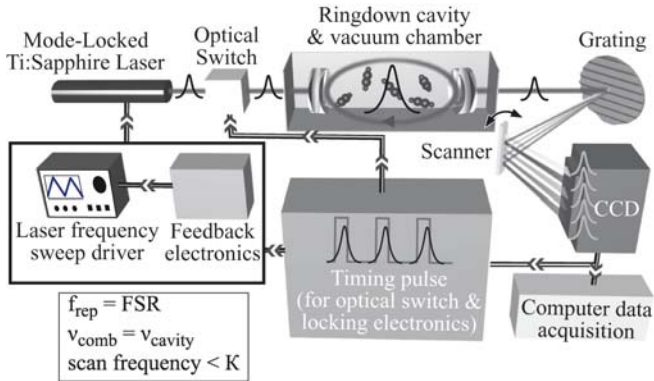 Mode-Locked
Ti:Sapphire Laser
Optical
Switch
Ringdown cavity
& vacuum chamber
Grating
Scanner
CCD
Laser frequency
sweep driver
Feedback
electronics
Timing pulse
(for optical switch &
locking electronics)
Computer data
acquisition
f_rep = FSR
ν_comb = ν_cavity
scan frequency < K